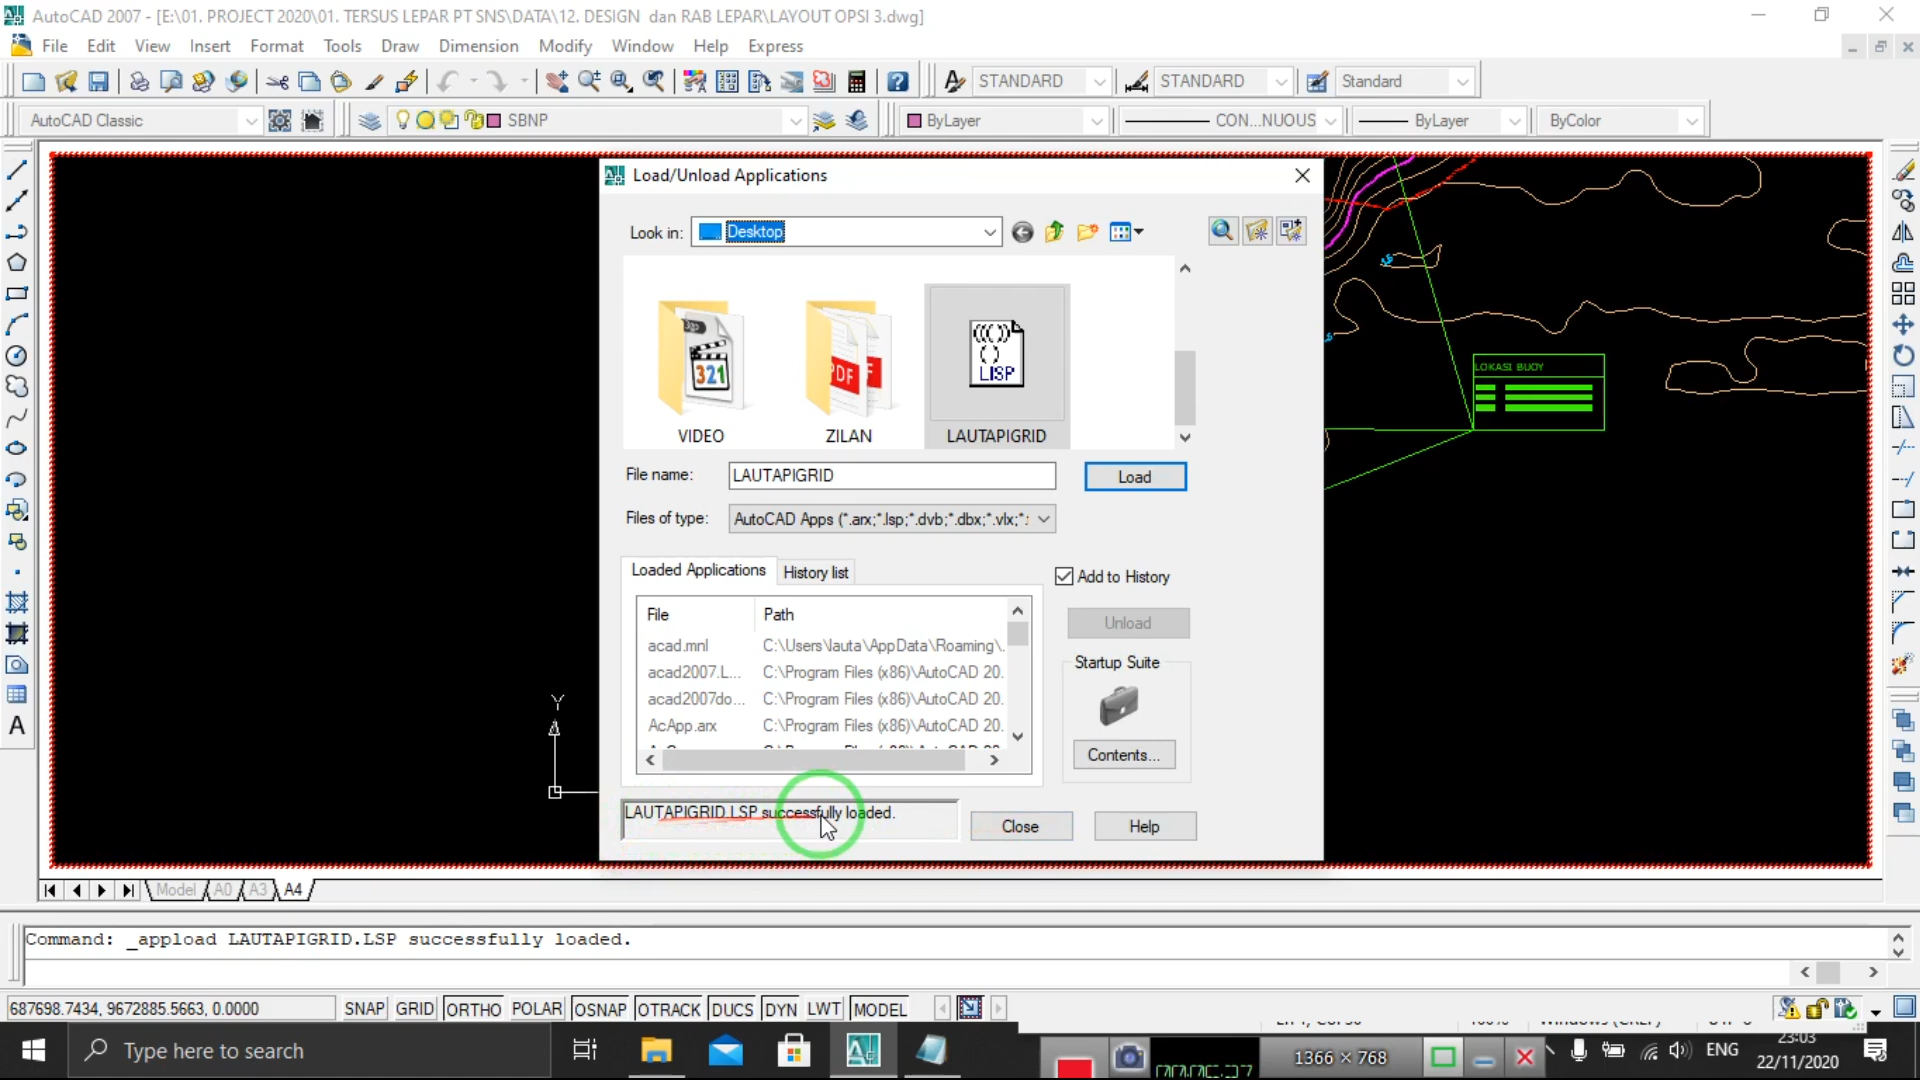 AutoCAD 2007 - [E:\01. PROJECT 2020\01. TERSUS LEPAR PT SNS\DATA\12. DESIGN dan RAB LEPAR\LAYOUT OPSI 3.dwg]
File Edit View Insert Format Tools Draw Dimension Modify Window Help Express
STANDARD STANDARD Standard
AutoCAD Classic SBNP ByLayer CON...NUOUS ByLayer ByColor
Load/Unload Applications
Look in: Desktop
321 PDF LISP
VIDEO ZILAN LAUTAPIGRID
LOKASI BUOY
File name: LAUTAPIGRID Load
Files of type: AutoCAD Apps (*.arx;*.lsp;*.dvb;*.dbx;*.vlx;*.
Loaded Applications History list Add to History
File Path
acad.mnl C:\Users\lauta\AppData\Roaming\.
acad2007.L... C:\Program Files (x86)\AutoCAD 20.
acad2007do... C:\Program Files (x86)\AutoCAD 20.
AcApp.arx C:\Program Files (x86)\AutoCAD 20.
Unload
Startup Suite
Contents...
LAUTAPIGRID.LSP successfully loaded.
Close Help
Y
Model A0 A3 A4
Command: _appload LAUTAPIGRID.LSP successfully loaded.
687698.7434, 9672885.5663, 0.0000 SNAP GRID ORTHO POLAR OSNAP OTRACK DUCS DYN LWT MODEL
Type here to search
1366 × 768
ENG
23:03
22/11/2020